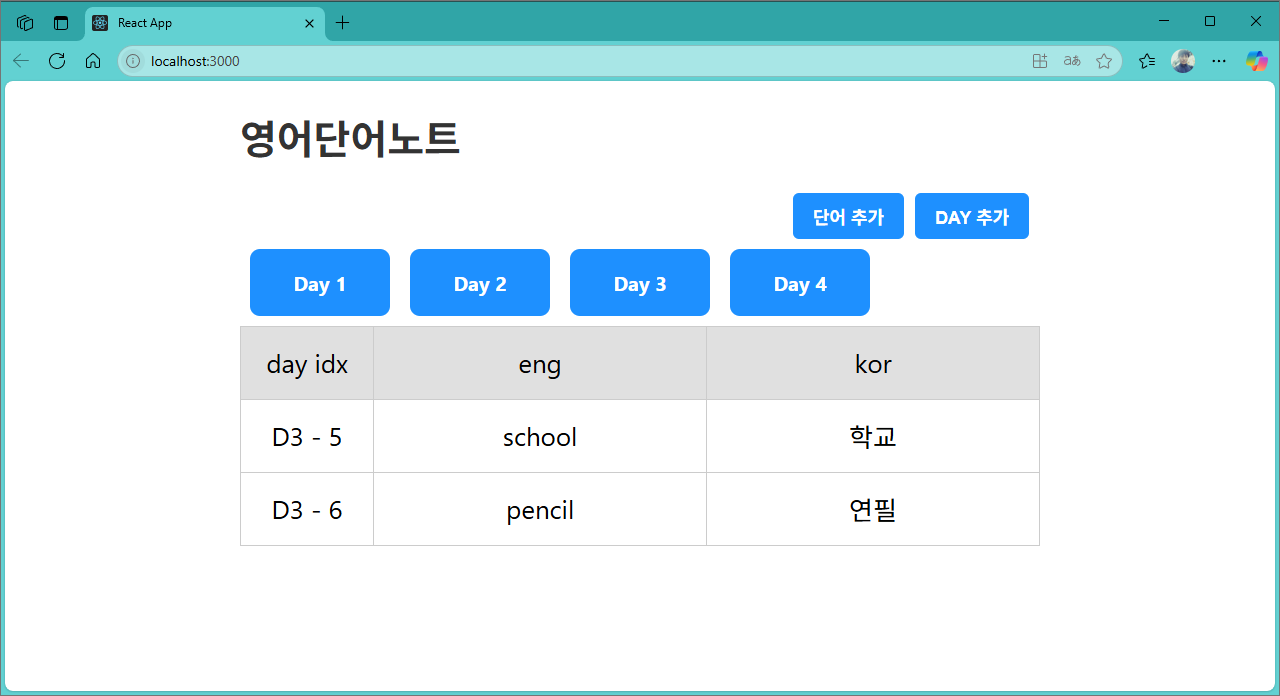 React App
localhost:3000
영어단어노트
단어 추가 DAY 추가
Day 1 Day 2 Day 3 Day 4
day idx eng kor
D3 - 5 school 학교
D3 - 6 pencil 연필